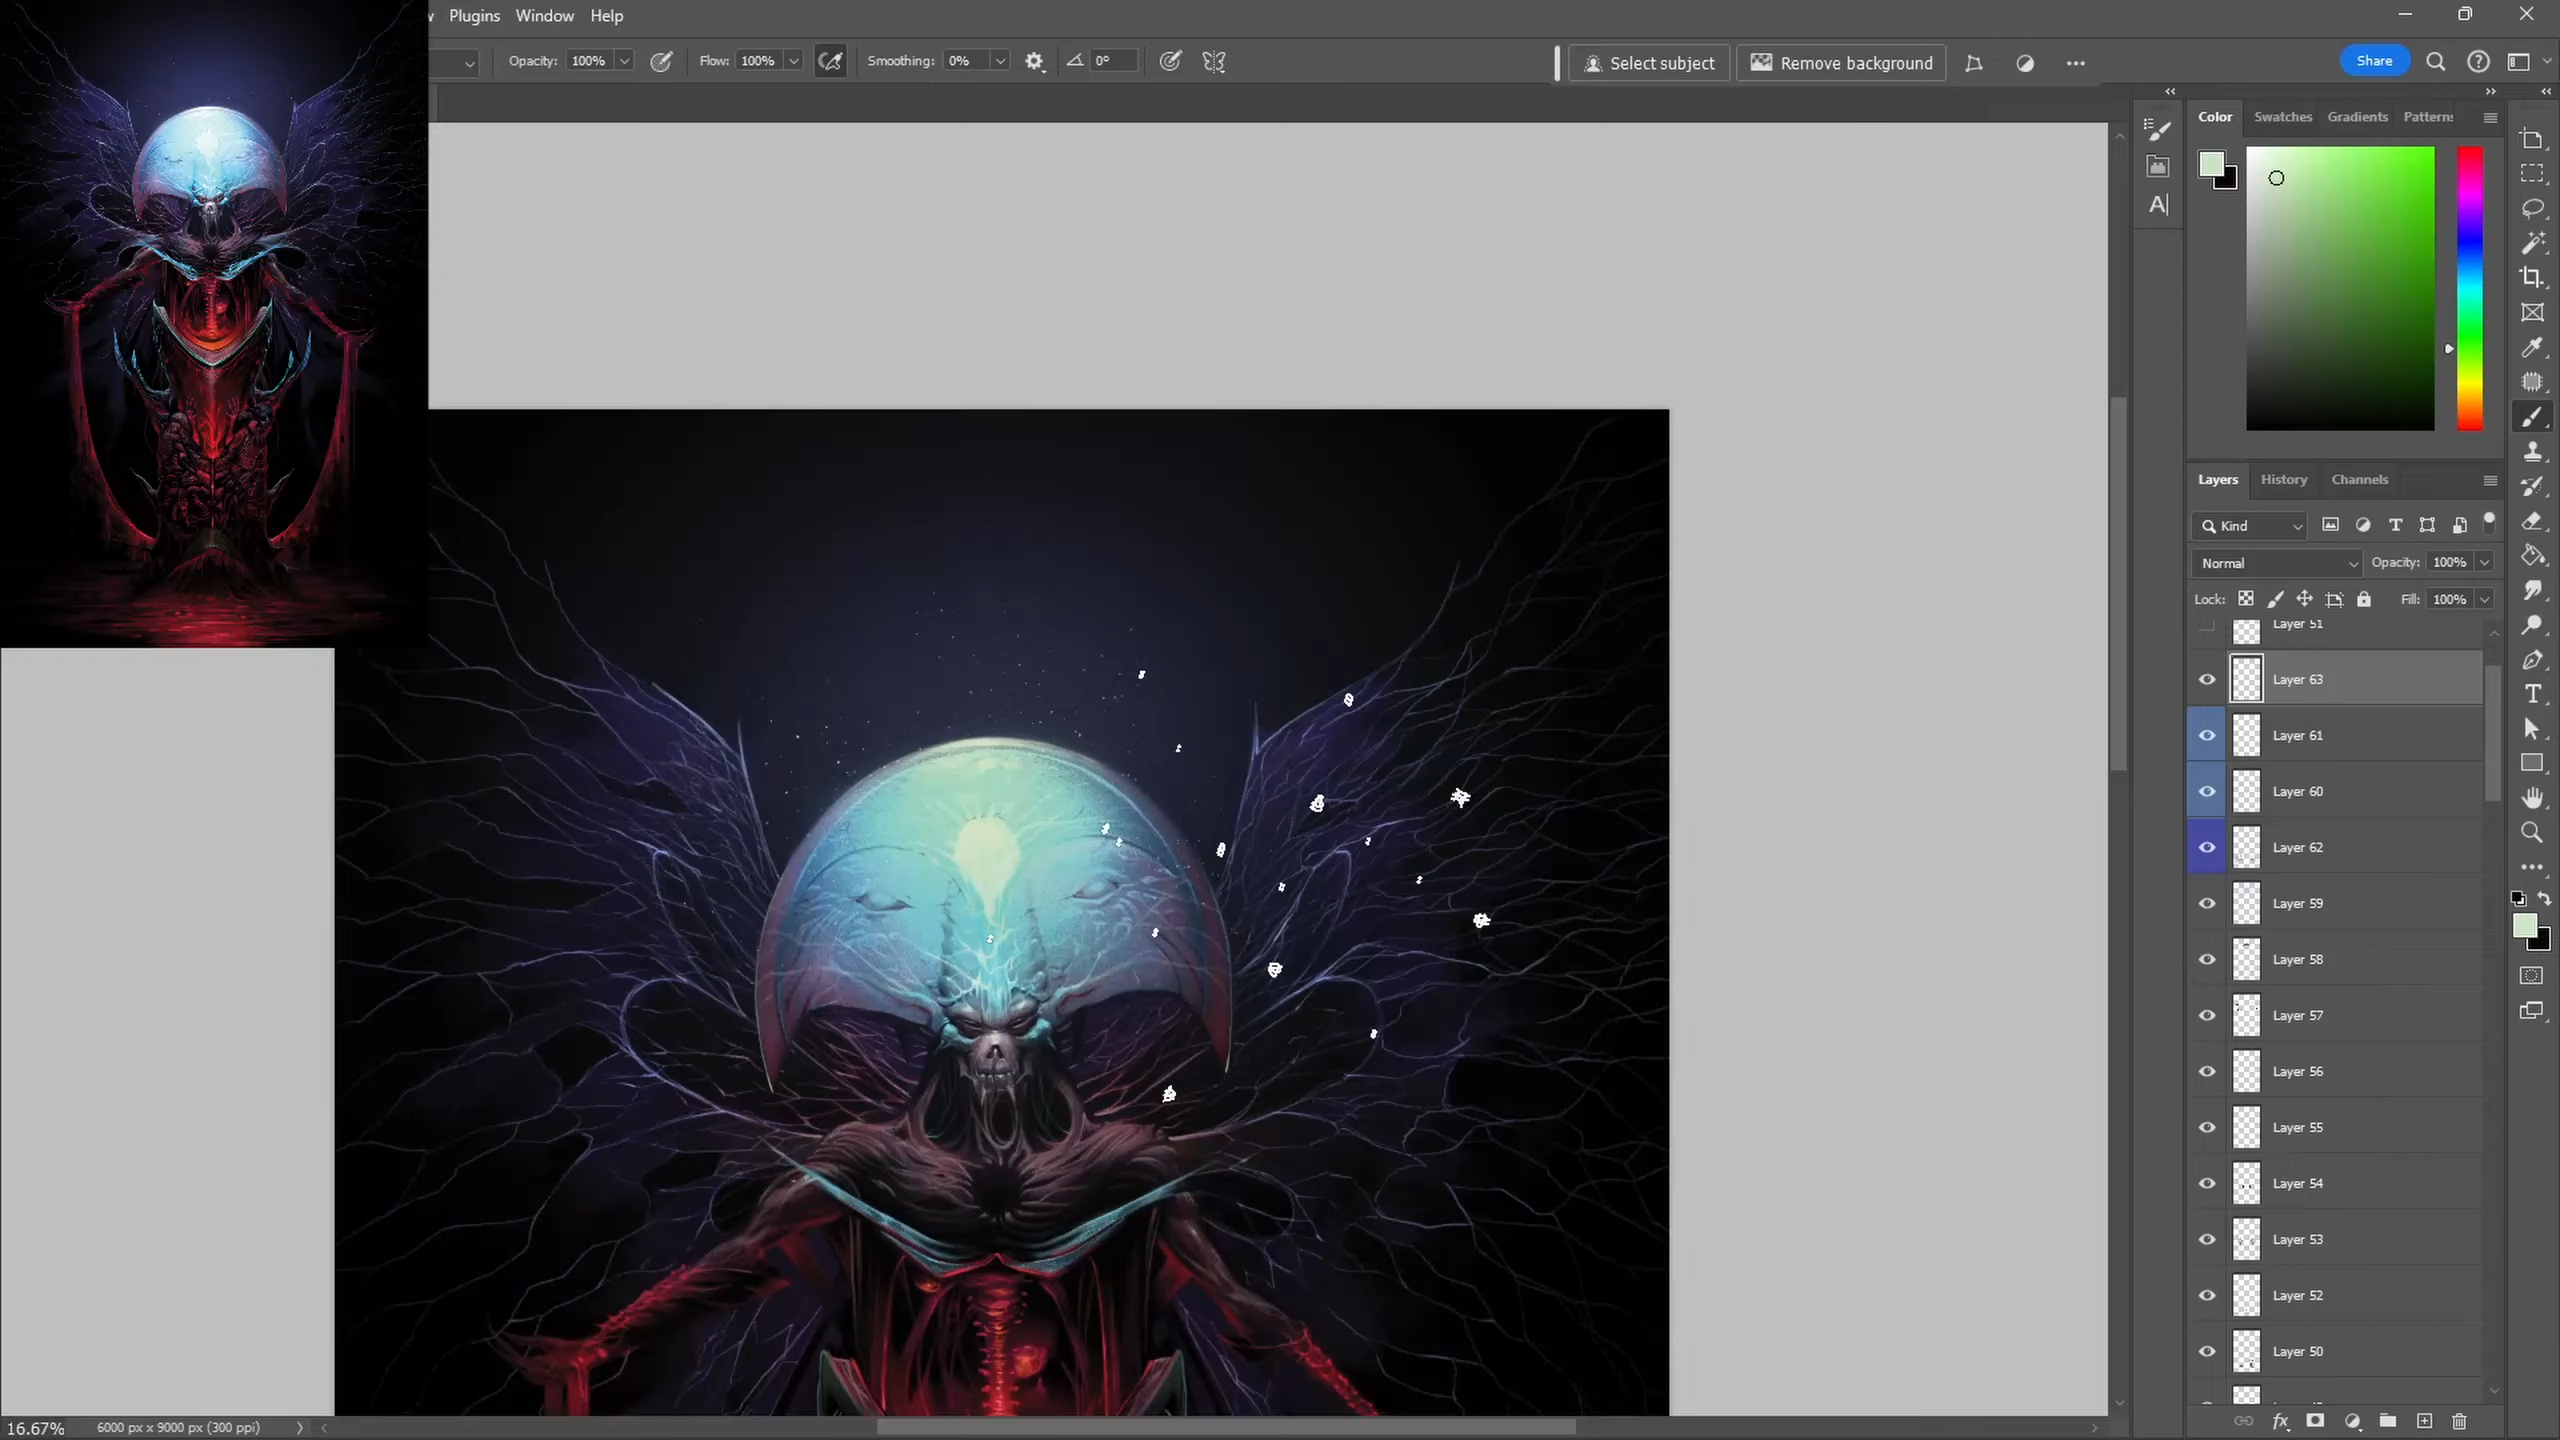 Plugins Window Help
Opacity: 100% Flow: 100% Smoothing: 0% 0° Select subject Remove background Share
Color Swatches Gradients Patterns
Layers History Channels
Kind
Normal Opacity: 100%
Lock: Fill: 100%
Layer 51
Layer 63
Layer 61
Layer 60
Layer 62
Layer 59
Layer 58
Layer 57
Layer 56
Layer 55
Layer 54
Layer 53
Layer 52
Layer 50
16.67% 6000 px x 9000 px (300 ppi)